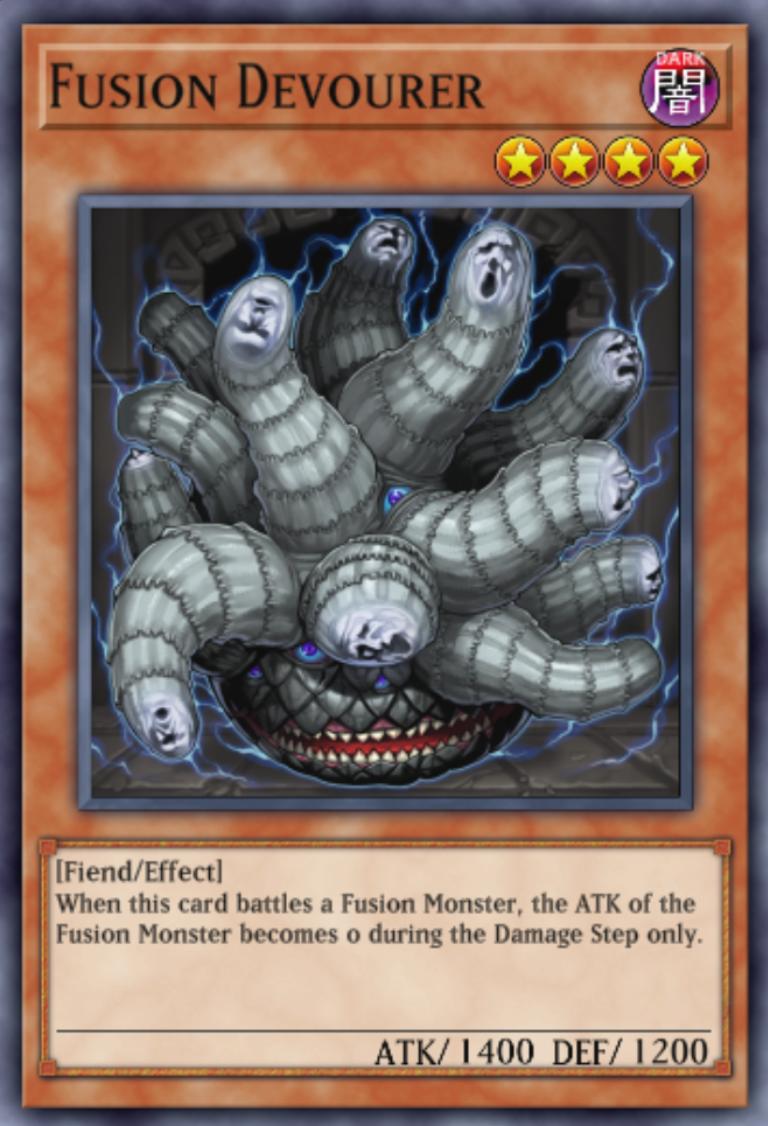 FUSION DEVOURER
DARK
闇
[Fiend/Effect]
When this card battles a Fusion Monster, the ATK of the
Fusion Monster becomes 0 during the Damage Step only.
ATK/ 1400 DEF/ 1200